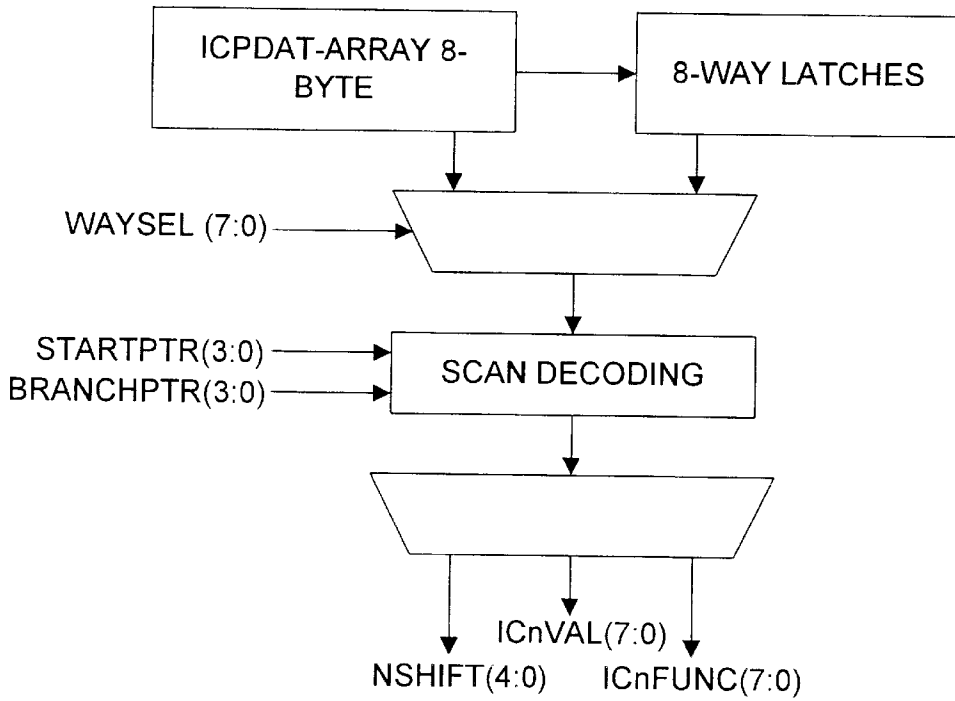 ICPDAT-ARRAY 8-
BYTE
8-WAY LATCHES
WAYSEL (7:0)
STARTPTR(3:0)
BRANCHPTR(3:0)
SCAN DECODING
ICnVAL(7:0)
NSHIFT(4:0)
ICnFUNC(7:0)